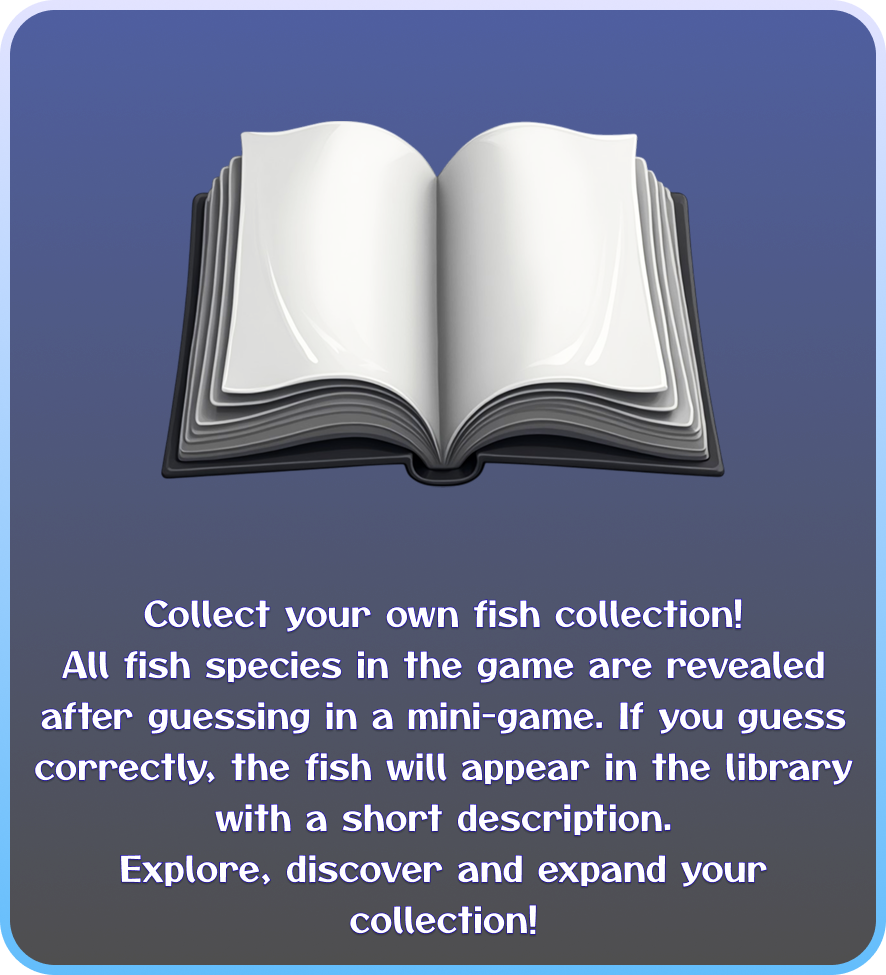 Collect your own fish collection!
All fish species in the game are revealed
after guessing in a mini-game. If you guess
correctly, the fish will appear in the library
with a short description.
Explore, discover and expand your
collection!